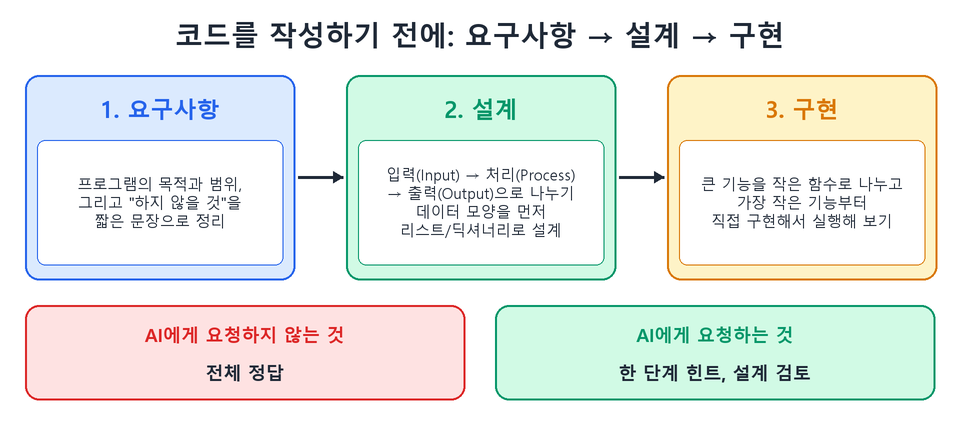 코드를 작성하기 전에: 요구사항 → 설계 → 구현
1. 요구사항
프로그램의 목적과 범위,
그리고 "하지 않을 것"을
짧은 문장으로 정리
2. 설계
입력(Input) → 처리(Process)
→ 출력(Output)으로 나누기
데이터 모양을 먼저
리스트/딕셔너리로 설계
3. 구현
큰 기능을 작은 함수로 나누고
가장 작은 기능부터
직접 구현해서 실행해 보기
AI에게 요청하지 않는 것
전체 정답
AI에게 요청하는 것
한 단계 힌트, 설계 검토